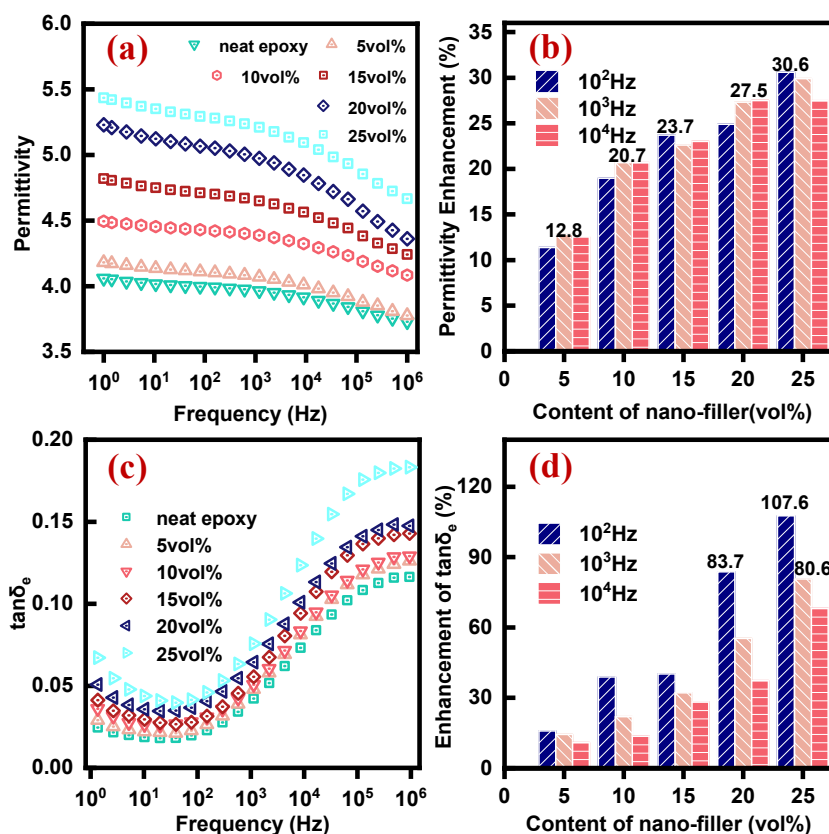 (a)
neat epoxy
5vol%
10vol%
15vol%
20vol%
25vol%
6.0
5.5
5.0
4.5
4.0
3.5
Permittivity
10⁰ 10¹ 10² 10³ 10⁴ 10⁵ 10⁶
Frequency (Hz)
(b)
10²Hz
10³Hz
10⁴Hz
35
30
25
20
15
10
5
0
Permittivity Enhancement (%)
12.8
20.7
23.7
27.5
30.6
0 5 10 15 20 25
Content of nano-filler(vol%)
(c)
neat epoxy
5vol%
10vol%
15vol%
20vol%
25vol%
0.20
0.15
0.10
0.05
0.00
tanδₑ
10⁰ 10¹ 10² 10³ 10⁴ 10⁵ 10⁶
Frequency (Hz)
(d)
10²Hz
10³Hz
10⁴Hz
120
90
60
30
0
Enhancement of tanδₑ (%)
83.7
107.6
80.6
0 5 10 15 20 25
Content of nano-filler (vol%)